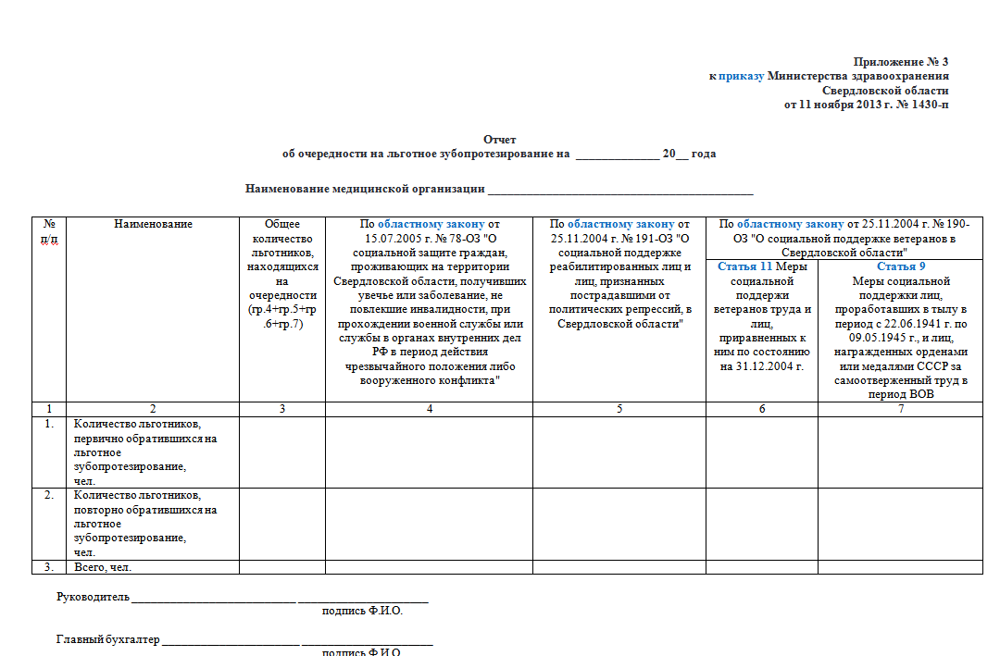 Приложение № 3
к приказу Министерства здравоохранения
Свердловской области
от 11 ноября 2013 г. № 1430-п
Отчет
об очередности на льготное зубопротезирование на ______________ 20__ года
Наименование медицинской организации ____________________________________________
№
п/п
Наименование
Общее
количество
льготников,
находящихся
на
очередности
(гр.4+гр.5+гр
.6+гр.7)
По областному закону от
15.07.2005 г. № 78-ОЗ "О
социальной защите граждан,
проживающих на территории
Свердловской области, получивших
увечье или заболевание, не
повлекшие инвалидности, при
прохождении военной службы или
службы в органах внутренних дел
РФ в период действия
чрезвычайного положения либо
вооруженного конфликта"
По областному закону от
25.11.2004 г. № 191-ОЗ "О
социальной поддержке
реабилитированных лиц и
лиц, признанных
пострадавшими от
политических репрессий, в
Свердловской области"
По областному закону от 25.11.2004 г. № 190-
ОЗ "О социальной поддержке ветеранов в
Свердловской области"
Статья 11 Меры
социальной
поддержи
ветеранов труда и
лиц,
приравненных к
ним по состоянию
на 31.12.2004 г.
Статья 9
Меры социальной
поддержки лиц,
проработавших в тылу в
период с 22.06.1941 г. по
09.05.1945 г., и лиц,
награжденных орденами
или медалями СССР за
самоотверженный труд в
период ВОВ
1 2 3 4 5 6 7
1. Количество льготников,
первично обратившихся на
льготное
зубопротезирование,
чел.
2. Количество льготников,
повторно обратившихся на
льготное
зубопротезирование,
чел.
3. Всего, чел.
Руководитель ___________________________ _____________________
подпись Ф.И.О.
Главный бухгалтер ______________________ _____________________
подпись Ф.И.О.